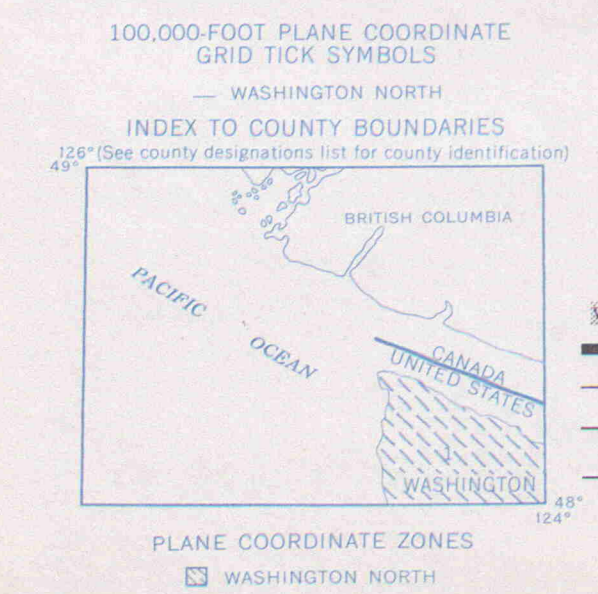 100,000-FOOT PLANE COORDINATE
GRID TICK SYMBOLS
— WASHINGTON NORTH
INDEX TO COUNTY BOUNDARIES
126° (See county designations list for county identification)
49°
BRITISH COLUMBIA
PACIFIC
OCEAN
CANADA
UNITED STATES
1
WASHINGTON
48°
124°
PLANE COORDINATE ZONES
WASHINGTON NORTH